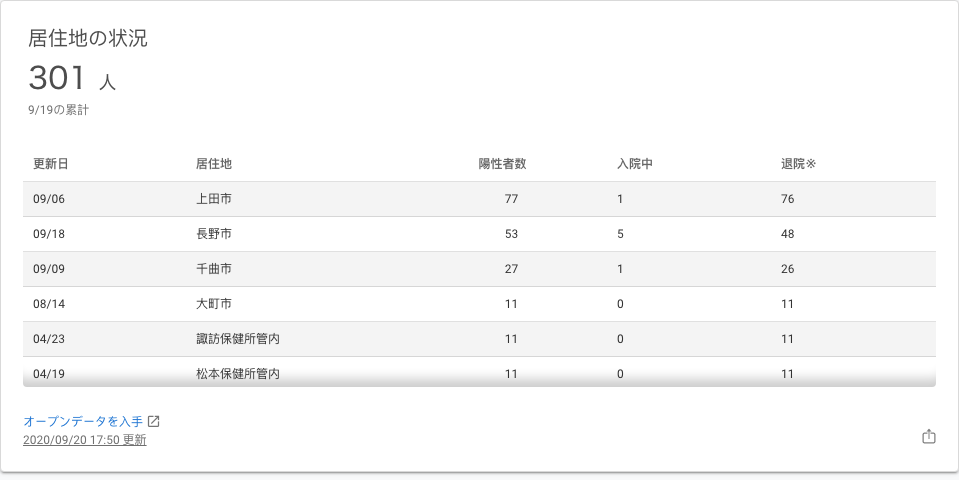 居住地の状況
301 人
9/19の累計
更新日 居住地 陽性者数 入院中 退院※
09/06 上田市 77 1 76
09/18 長野市 53 5 48
09/09 千曲市 27 1 26
08/14 大町市 11 0 11
04/23 諏訪保健所管内 11 0 11
04/19 松本保健所管内 11 0 11
オープンデータを入手
2020/09/20 17:50 更新